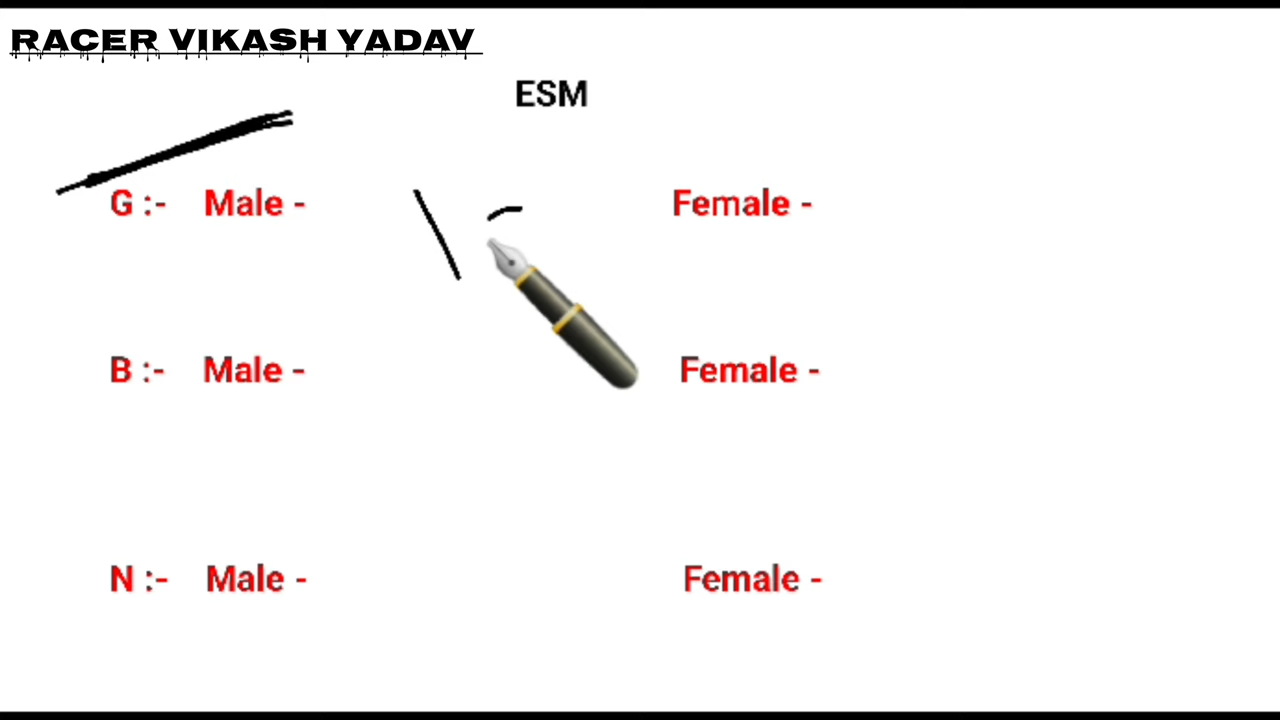 RACER VIKASH YADAV
ESM
G :- Male - Female -
B :- Male - Female -
N :- Male - Female -